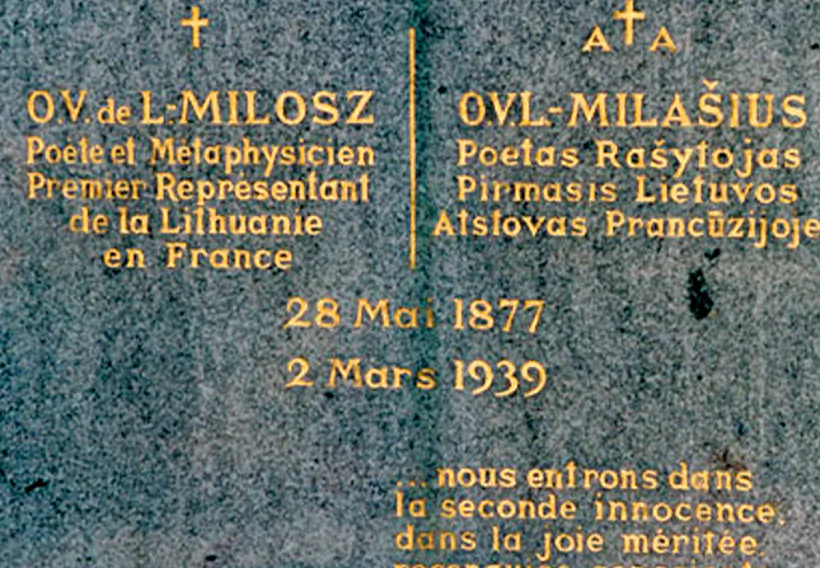 †
A † A
O.V. de L.-MILOSZ
Poète et Métaphysicien
Premier Représentant
de la Lithuanie
en France
O.V.L.-MILAŠIUS
Poetas Rašytojas
Pirmasis Lietuvos
Atstovas Prancūzijoje
28 Mai 1877
2 Mars 1939
... nous entrons dans
la seconde innocence,
dans la joie méritée,